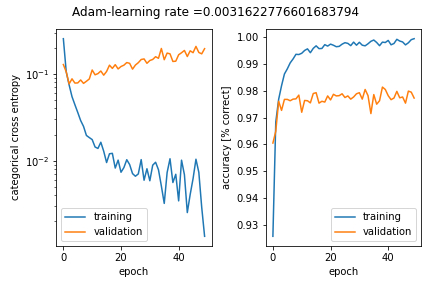 Adam-learning rate =0.0031622776601683794
categorical cross entropy
10⁻¹
10⁻²
0
20
40
epoch
training
validation
accuracy [% correct]
1.00
0.99
0.98
0.97
0.96
0.95
0.94
0.93
0
20
40
epoch
training
validation